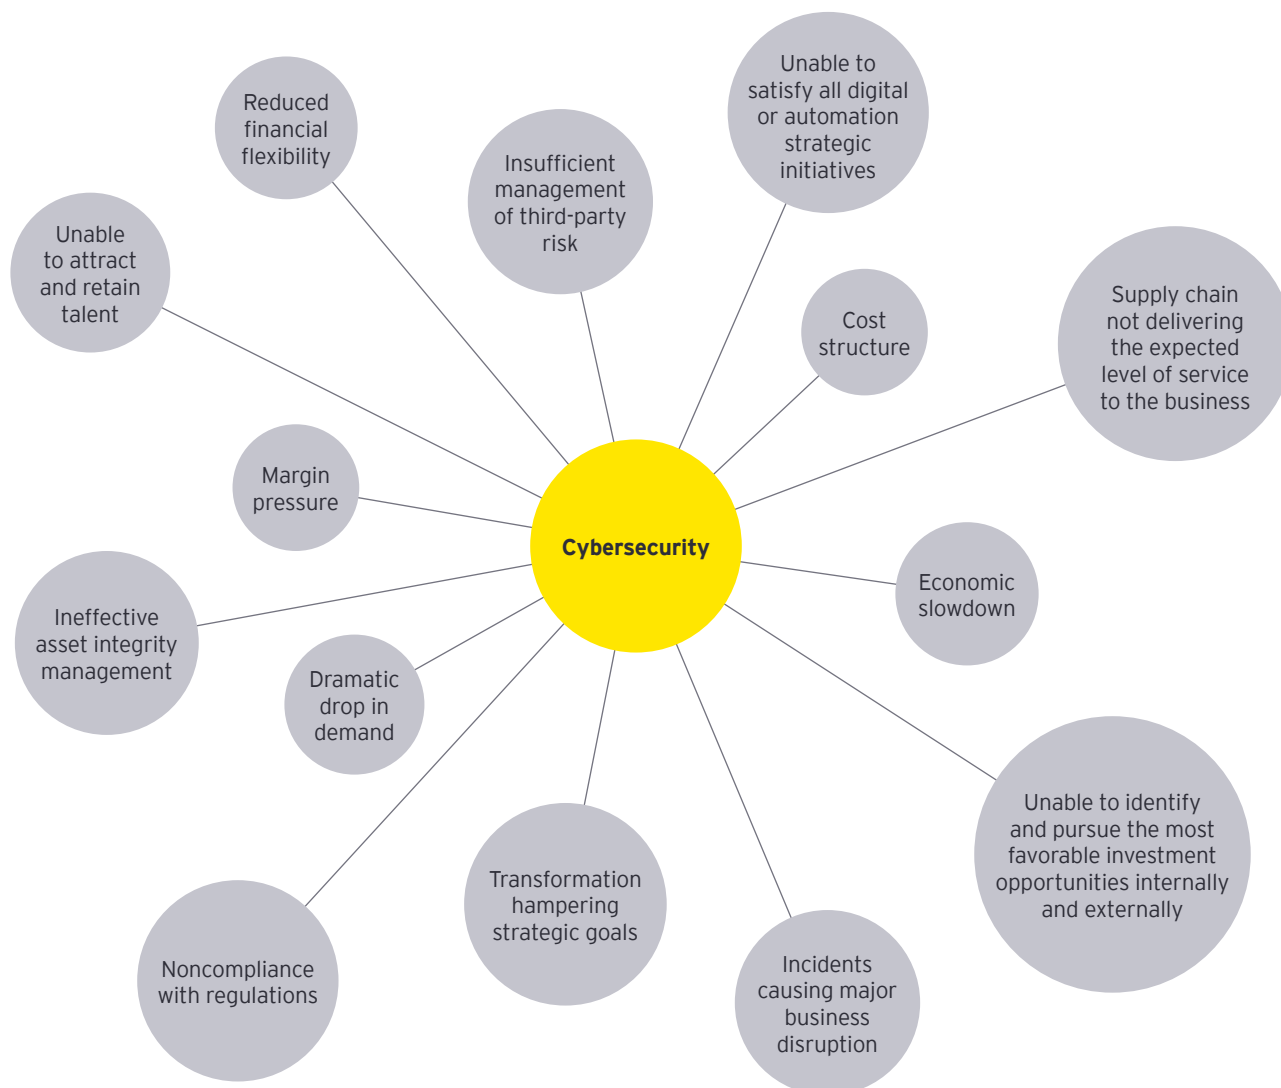 Unable to
satisfy all digital
or automation
strategic
initiatives
Reduced
financial
flexibility
Insufficient
management
of third-party
risk
Unable
to attract
and retain
talent
Cost
structure
Supply chain
not delivering
the expected
level of service
to the business
Margin
pressure
Cybersecurity
Economic
slowdown
Ineffective
asset integrity
management
Dramatic
drop in
demand
Unable to identify
and pursue the most
favorable investment
opportunities internally
and externally
Transformation
hampering
strategic goals
Noncompliance
with regulations
Incidents
causing major
business
disruption